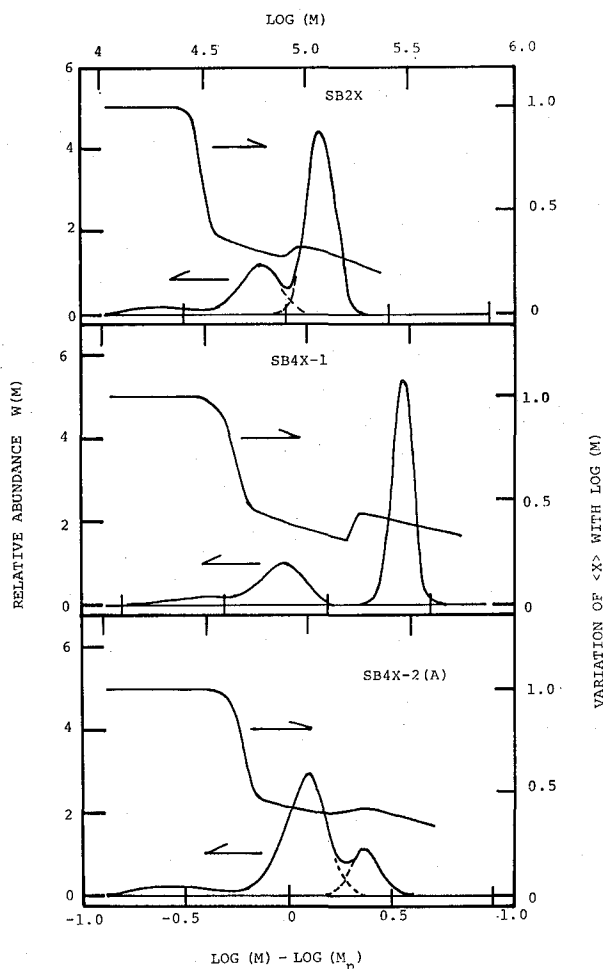 LOG (M)
4 4.5 5.0 5.5 6.0
6
SB2X
1.0
4
0.5
2
0
0
6
SB4X-1
1.0
4
0.5
2
0
0
6
SB4X-2(A)
1.0
4
0.5
2
0
0
-1.0 -0.5 0 0.5 1.0
LOG (M) - LOG (Mn)
RELATIVE ABUNDANCE W(M)
VARIATION OF <X> WITH LOG (M)